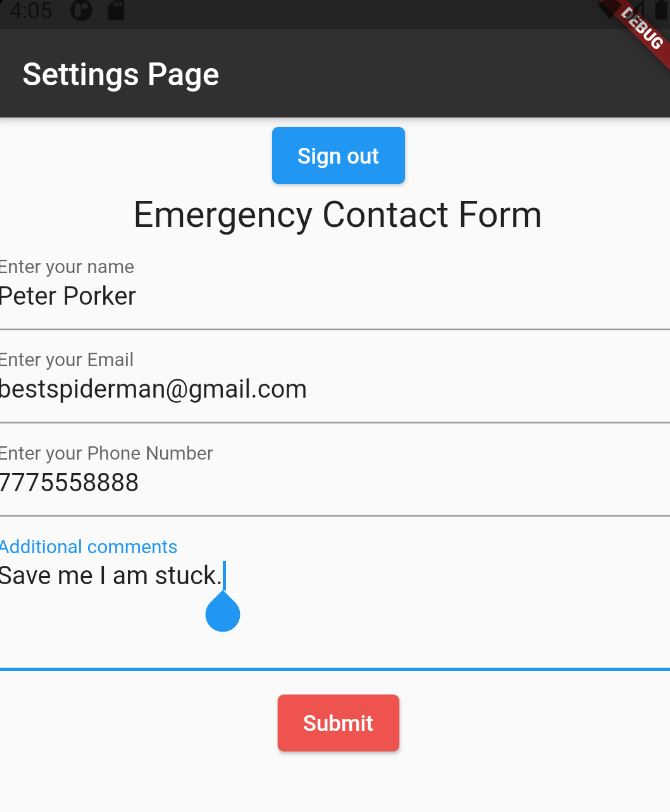 4:05
DEBUG
Settings Page
Sign out
Emergency Contact Form
Enter your name
Peter Porker
Enter your Email
bestspiderman@gmail.com
Enter your Phone Number
7775558888
Additional comments
Save me I am stuck.
Submit